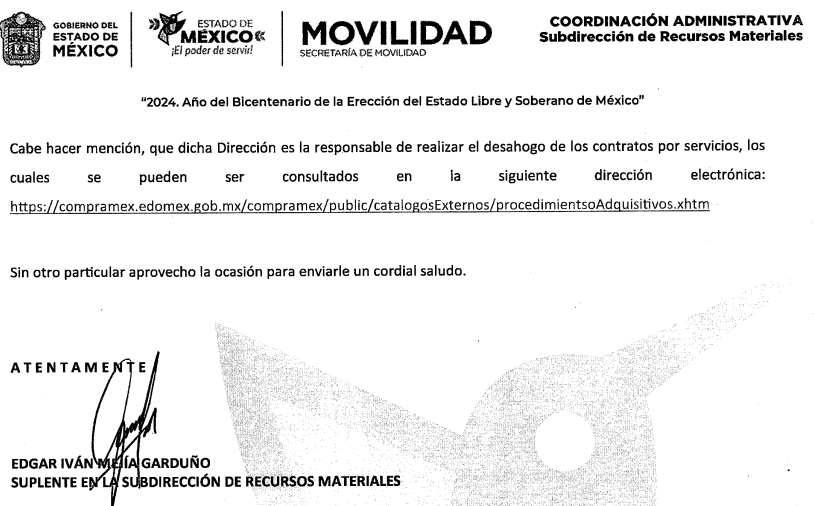 GOBIERNO DEL
ESTADO DE
MÉXICO
ESTADO DE
MÉXICO
¡El poder de servir!
MOVILIDAD
SECRETARÍA DE MOVILIDAD
COORDINACIÓN ADMINISTRATIVA
Subdirección de Recursos Materiales
“2024. Año del Bicentenario de la Erección del Estado Libre y Soberano de México”
Cabe hacer mención, que dicha Dirección es la responsable de realizar el desahogo de los contratos por servicios, los
cuales se pueden ser consultados en la siguiente dirección electrónica:
https://compramex.edomex.gob.mx/compramex/public/catalogosExternos/procedimientsoAdquisitivos.xhtm
Sin otro particular aprovecho la ocasión para enviarle un cordial saludo.
A T E N T A M E N T E
EDGAR IVÁN MEJÍA GARDUÑO
SUPLENTE EN LA SUBDIRECCIÓN DE RECURSOS MATERIALES